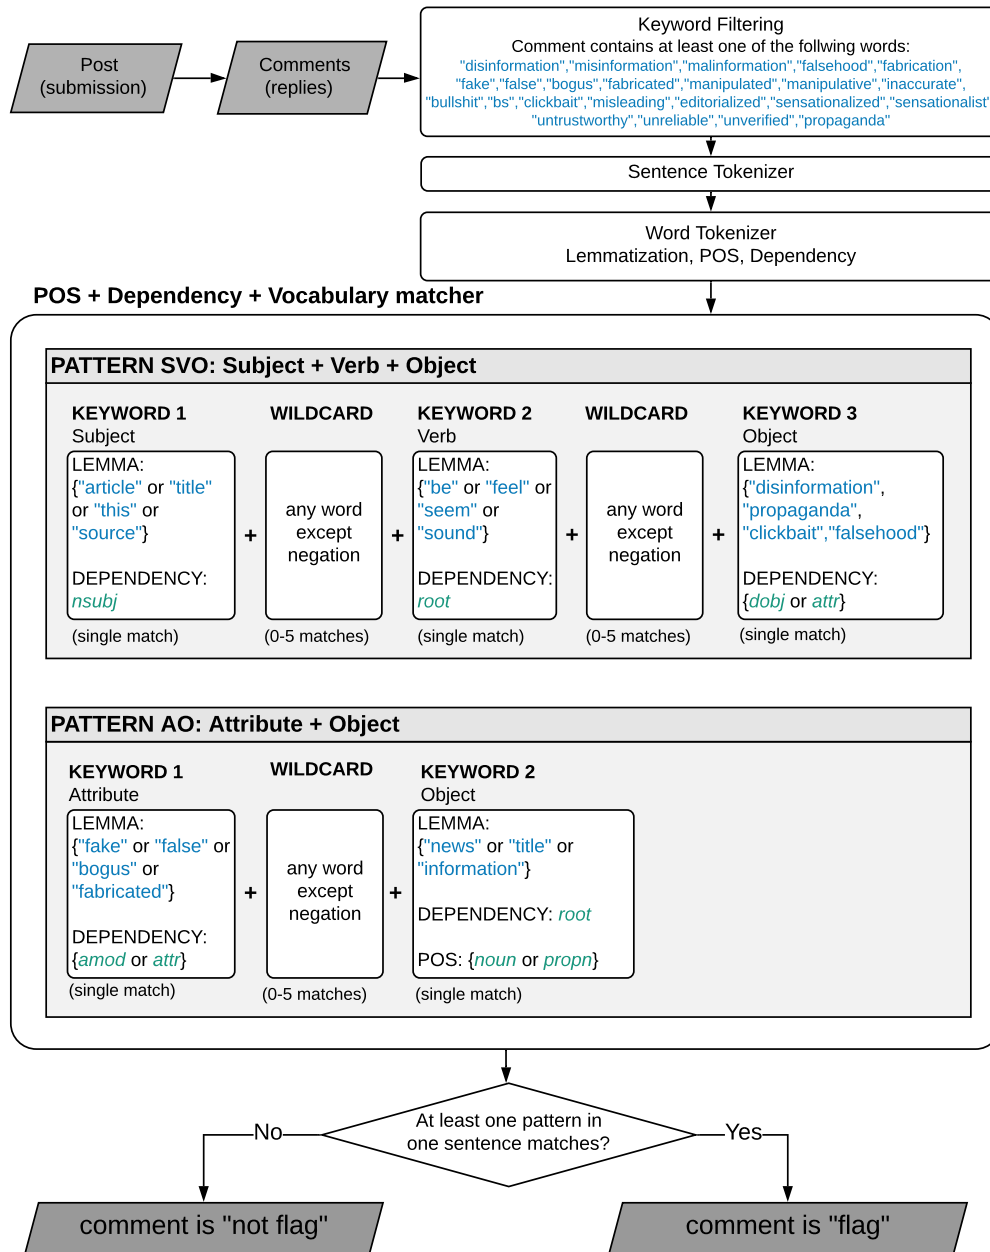 Post
(submission)
Comments
(replies)
Keyword Filtering
Comment contains at least one of the follwing words:
"disinformation","misinformation","malinformation","falsehood","fabrication",
"fake","false","bogus","fabricated","manipulated","manipulative","inaccurate",
"bullshit","bs","clickbait","misleading","editorialized","sensationalized","sensationalist"
"untrustworthy","unreliable","unverified","propaganda"
Sentence Tokenizer
Word Tokenizer
Lemmatization, POS, Dependency
POS + Dependency + Vocabulary matcher
PATTERN SVO: Subject + Verb + Object
KEYWORD 1
Subject
LEMMA:
{"article" or "title"
or "this" or
"source"}
DEPENDENCY:
nsubj
(single match)
+
WILDCARD
any word
except
negation
(0-5 matches)
+
KEYWORD 2
Verb
LEMMA:
{"be" or "feel" or
"seem" or
"sound"}
DEPENDENCY:
root
(single match)
+
WILDCARD
any word
except
negation
(0-5 matches)
+
KEYWORD 3
Object
LEMMA:
{"disinformation",
"propaganda",
"clickbait","falsehood"}
DEPENDENCY:
{dobj or attr}
(single match)
PATTERN AO: Attribute + Object
KEYWORD 1
Attribute
LEMMA:
{"fake" or "false" or
"bogus" or
"fabricated"}
DEPENDENCY:
{amod or attr}
(single match)
+
WILDCARD
any word
except
negation
(0-5 matches)
+
KEYWORD 2
Object
LEMMA:
{"news" or "title" or
"information"}
DEPENDENCY: root
POS: {noun or propn}
(single match)
At least one pattern in
one sentence matches?
No
Yes
comment is "not flag"
comment is "flag"